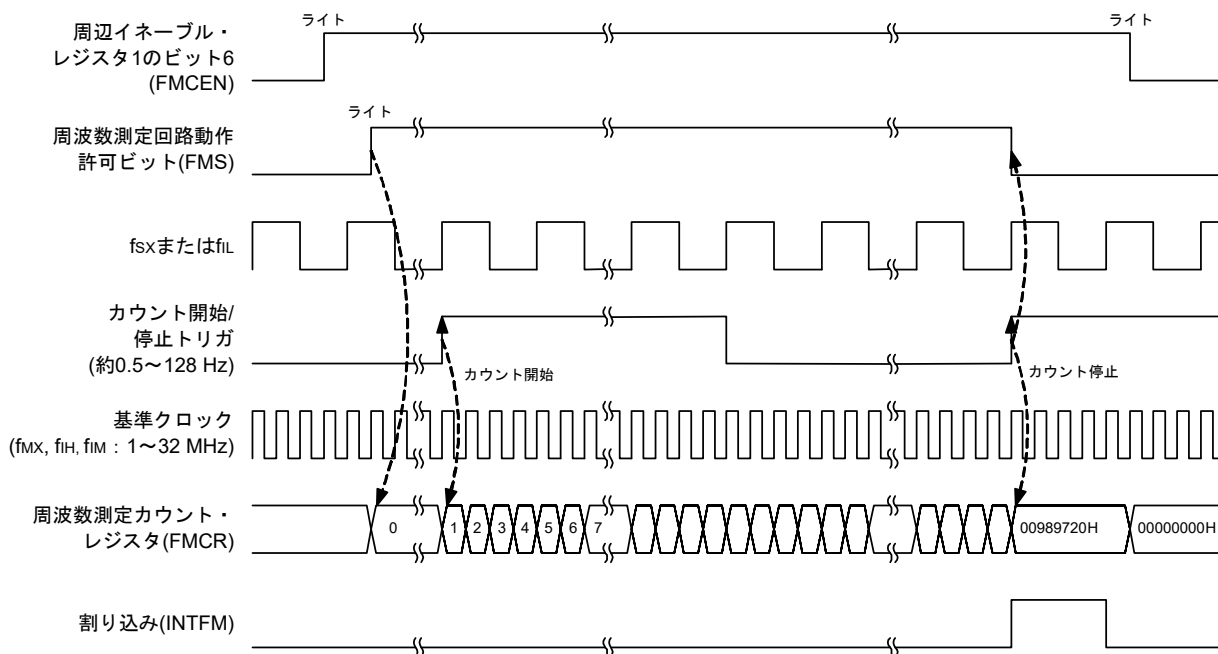 ライト
ライト
周辺イネーブル・
レジスタ1のビット6
(FMCEN)
ライト
周波数測定回路動作
許可ビット(FMS)
fSXまたはfIL
カウント開始/
停止トリガ
(約0.5～128 Hz)
カウント開始
カウント停止
基準クロック
(fMX, fIH, fIM : 1～32 MHz)
周波数測定カウント・
レジスタ(FMCR)
0 1 2 3 4 5 6 7 00989720H 00000000H
割り込み(INTFM)